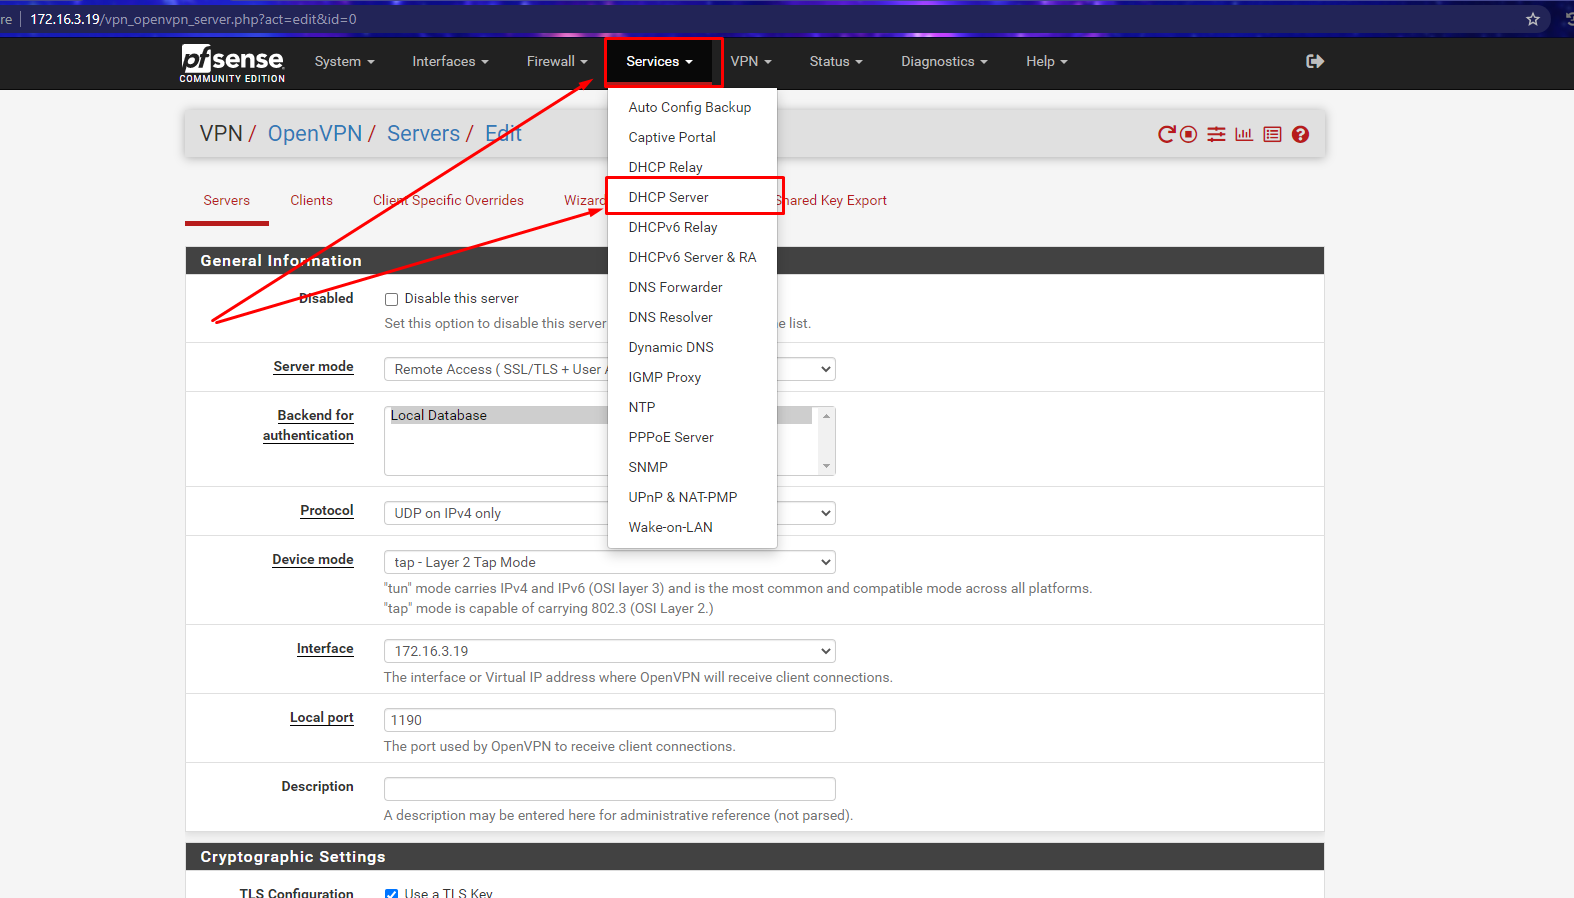 re 172.16.3.19/vpn_openvpn_server.php?act=edit&id=0
pfsense
COMMUNITY EDITION
System Interfaces Firewall Services VPN Status Diagnostics Help
Auto Config Backup
Captive Portal
DHCP Relay
DHCP Server
DHCPv6 Relay
DHCPv6 Server & RA
DNS Forwarder
DNS Resolver
Dynamic DNS
IGMP Proxy
NTP
PPPoE Server
SNMP
UPnP & NAT-PMP
Wake-on-LAN
VPN / OpenVPN / Servers / Edit
Servers Clients Client Specific Overrides Wizard Shared Key Export
General Information
Disabled Disable this server
Set this option to disable this server e list.
Server mode Remote Access ( SSL/TLS + User A
Backend for
authentication
Local Database
Protocol UDP on IPv4 only
Device mode tap - Layer 2 Tap Mode
"tun" mode carries IPv4 and IPv6 (OSI layer 3) and is the most common and compatible mode across all platforms.
"tap" mode is capable of carrying 802.3 (OSI Layer 2.)
Interface 172.16.3.19
The interface or Virtual IP address where OpenVPN will receive client connections.
Local port 1190
The port used by OpenVPN to receive client connections.
Description
A description may be entered here for administrative reference (not parsed).
Cryptographic Settings
TLS Configuration Use a TLS Key